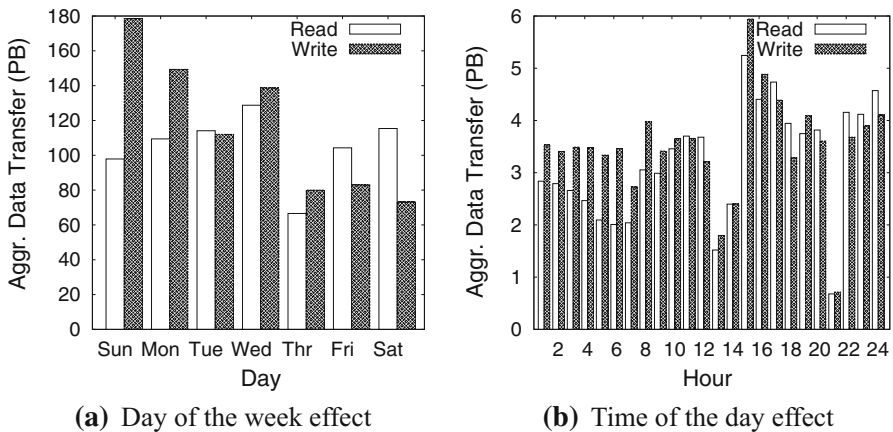 180
160
140
120
100
80
60
40
20
0
Aggr. Data Transfer (PB)
Read
Write
Sun Mon Tue Wed Thr Fri Sat
Day
(a) Day of the week effect
6
5
4
3
2
1
0
Aggr. Data Transfer (PB)
Read
Write
2 4 6 8 10 12 14 16 18 20 22 24
Hour
(b) Time of the day effect